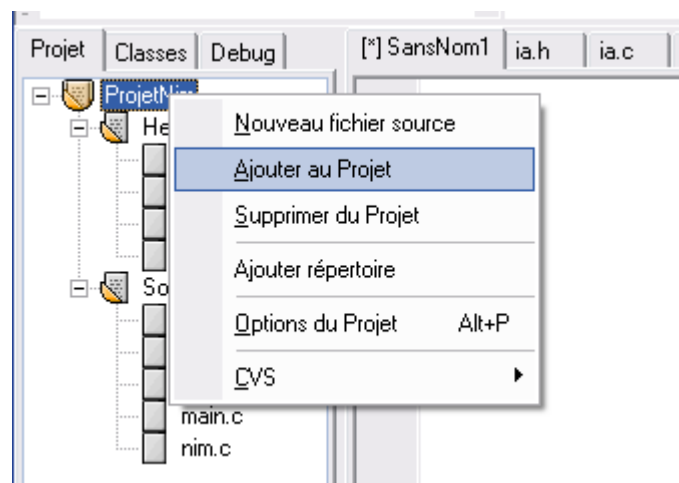 Projet Classes Debug [*] SansNom1 ia.h ia.c
Nouveau fichier source
Ajouter au Projet
Supprimer du Projet
Ajouter répertoire
Options du Projet Alt+P
CVS
main.c
nim.c